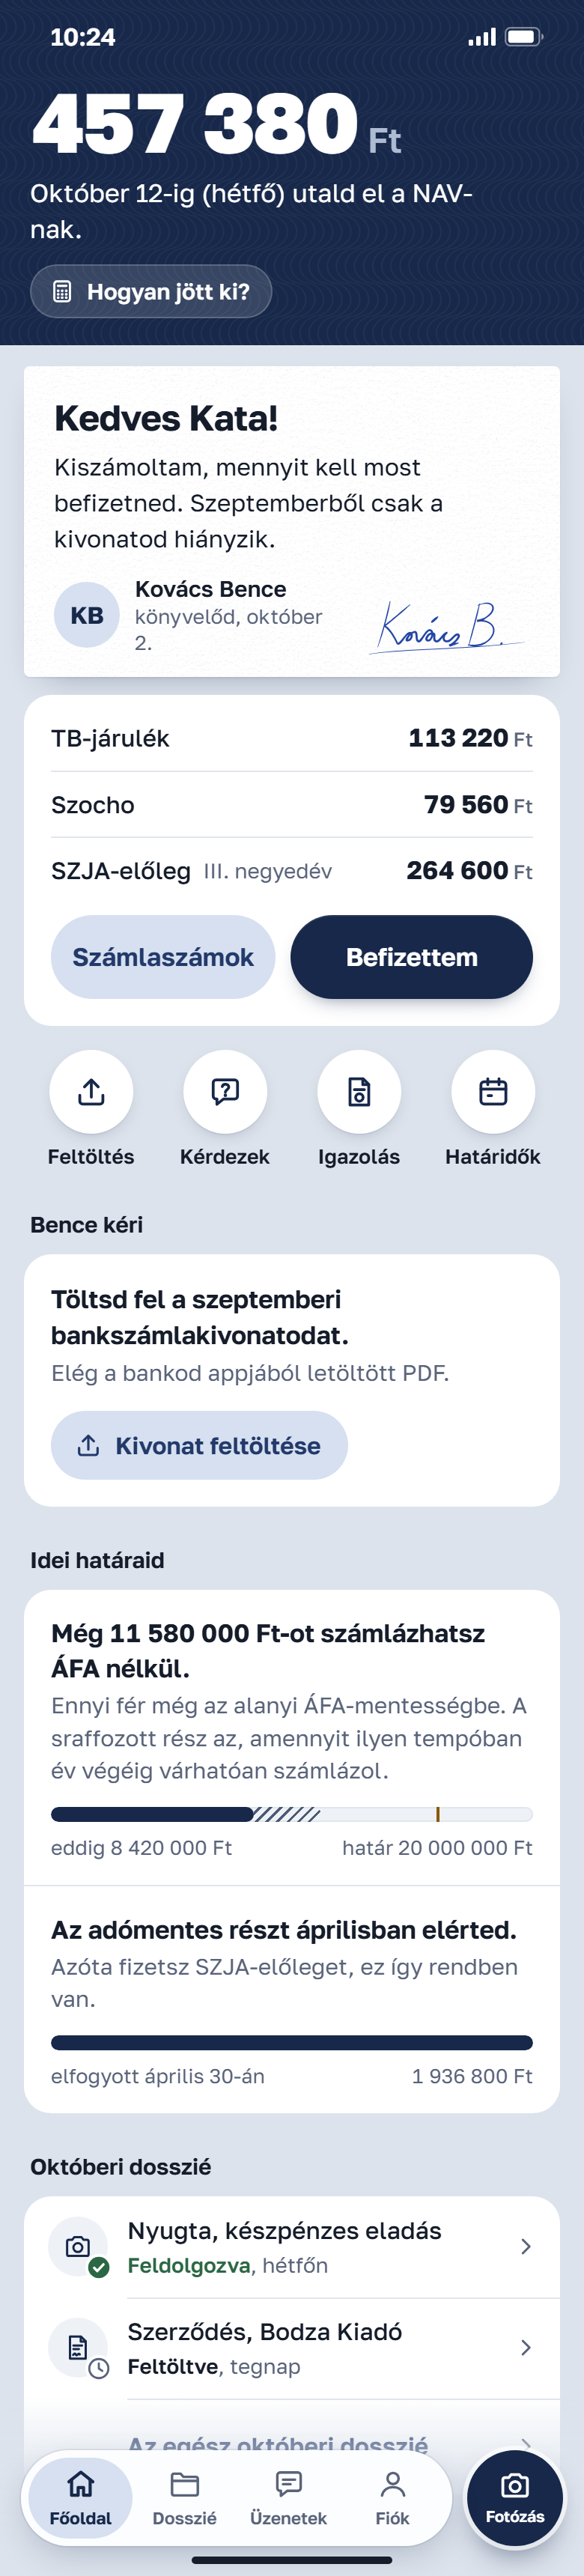 10:24
457 380 Ft
Október 12-ig (hétfő) utald el a NAV-
nak.
Hogyan jött ki?
Kedves Kata!
Kiszámoltam, mennyit kell most
befizetned. Szeptemberből csak a
kivonatod hiányzik.
KB
Kovács Bence
könyvelőd, október
2.
Kovács B.
TB-járulék 113 220 Ft
Szocho 79 560 Ft
SZJA-előleg III. negyedév 264 600 Ft
Számlaszámok Befizettem
Feltöltés Kérdezek Igazolás Határidők
Bence kéri
Töltsd fel a szeptemberi
bankszámlakivonatodat.
Elég a bankod appjából letöltött PDF.
Kivonat feltöltése
Idei határaid
Még 11 580 000 Ft-ot számlázhatsz
ÁFA nélkül.
Ennyi fér még az alanyi ÁFA-mentességbe. A
sraffozott rész az, amennyit ilyen tempóban
év végéig várhatóan számlázol.
eddig 8 420 000 Ft határ 20 000 000 Ft
Az adómentes részt áprilisban elérted.
Azóta fizetsz SZJA-előleget, ez így rendben
van.
elfogyott április 30-án 1 936 800 Ft
Októberi dosszié
Nyugta, készpénzes eladás
Feldolgozva, hétfőn
Szerződés, Bodza Kiadó
Feltöltve, tegnap
Az egész októberi dosszié
Főoldal Dosszié Üzenetek Fiók Fotózás